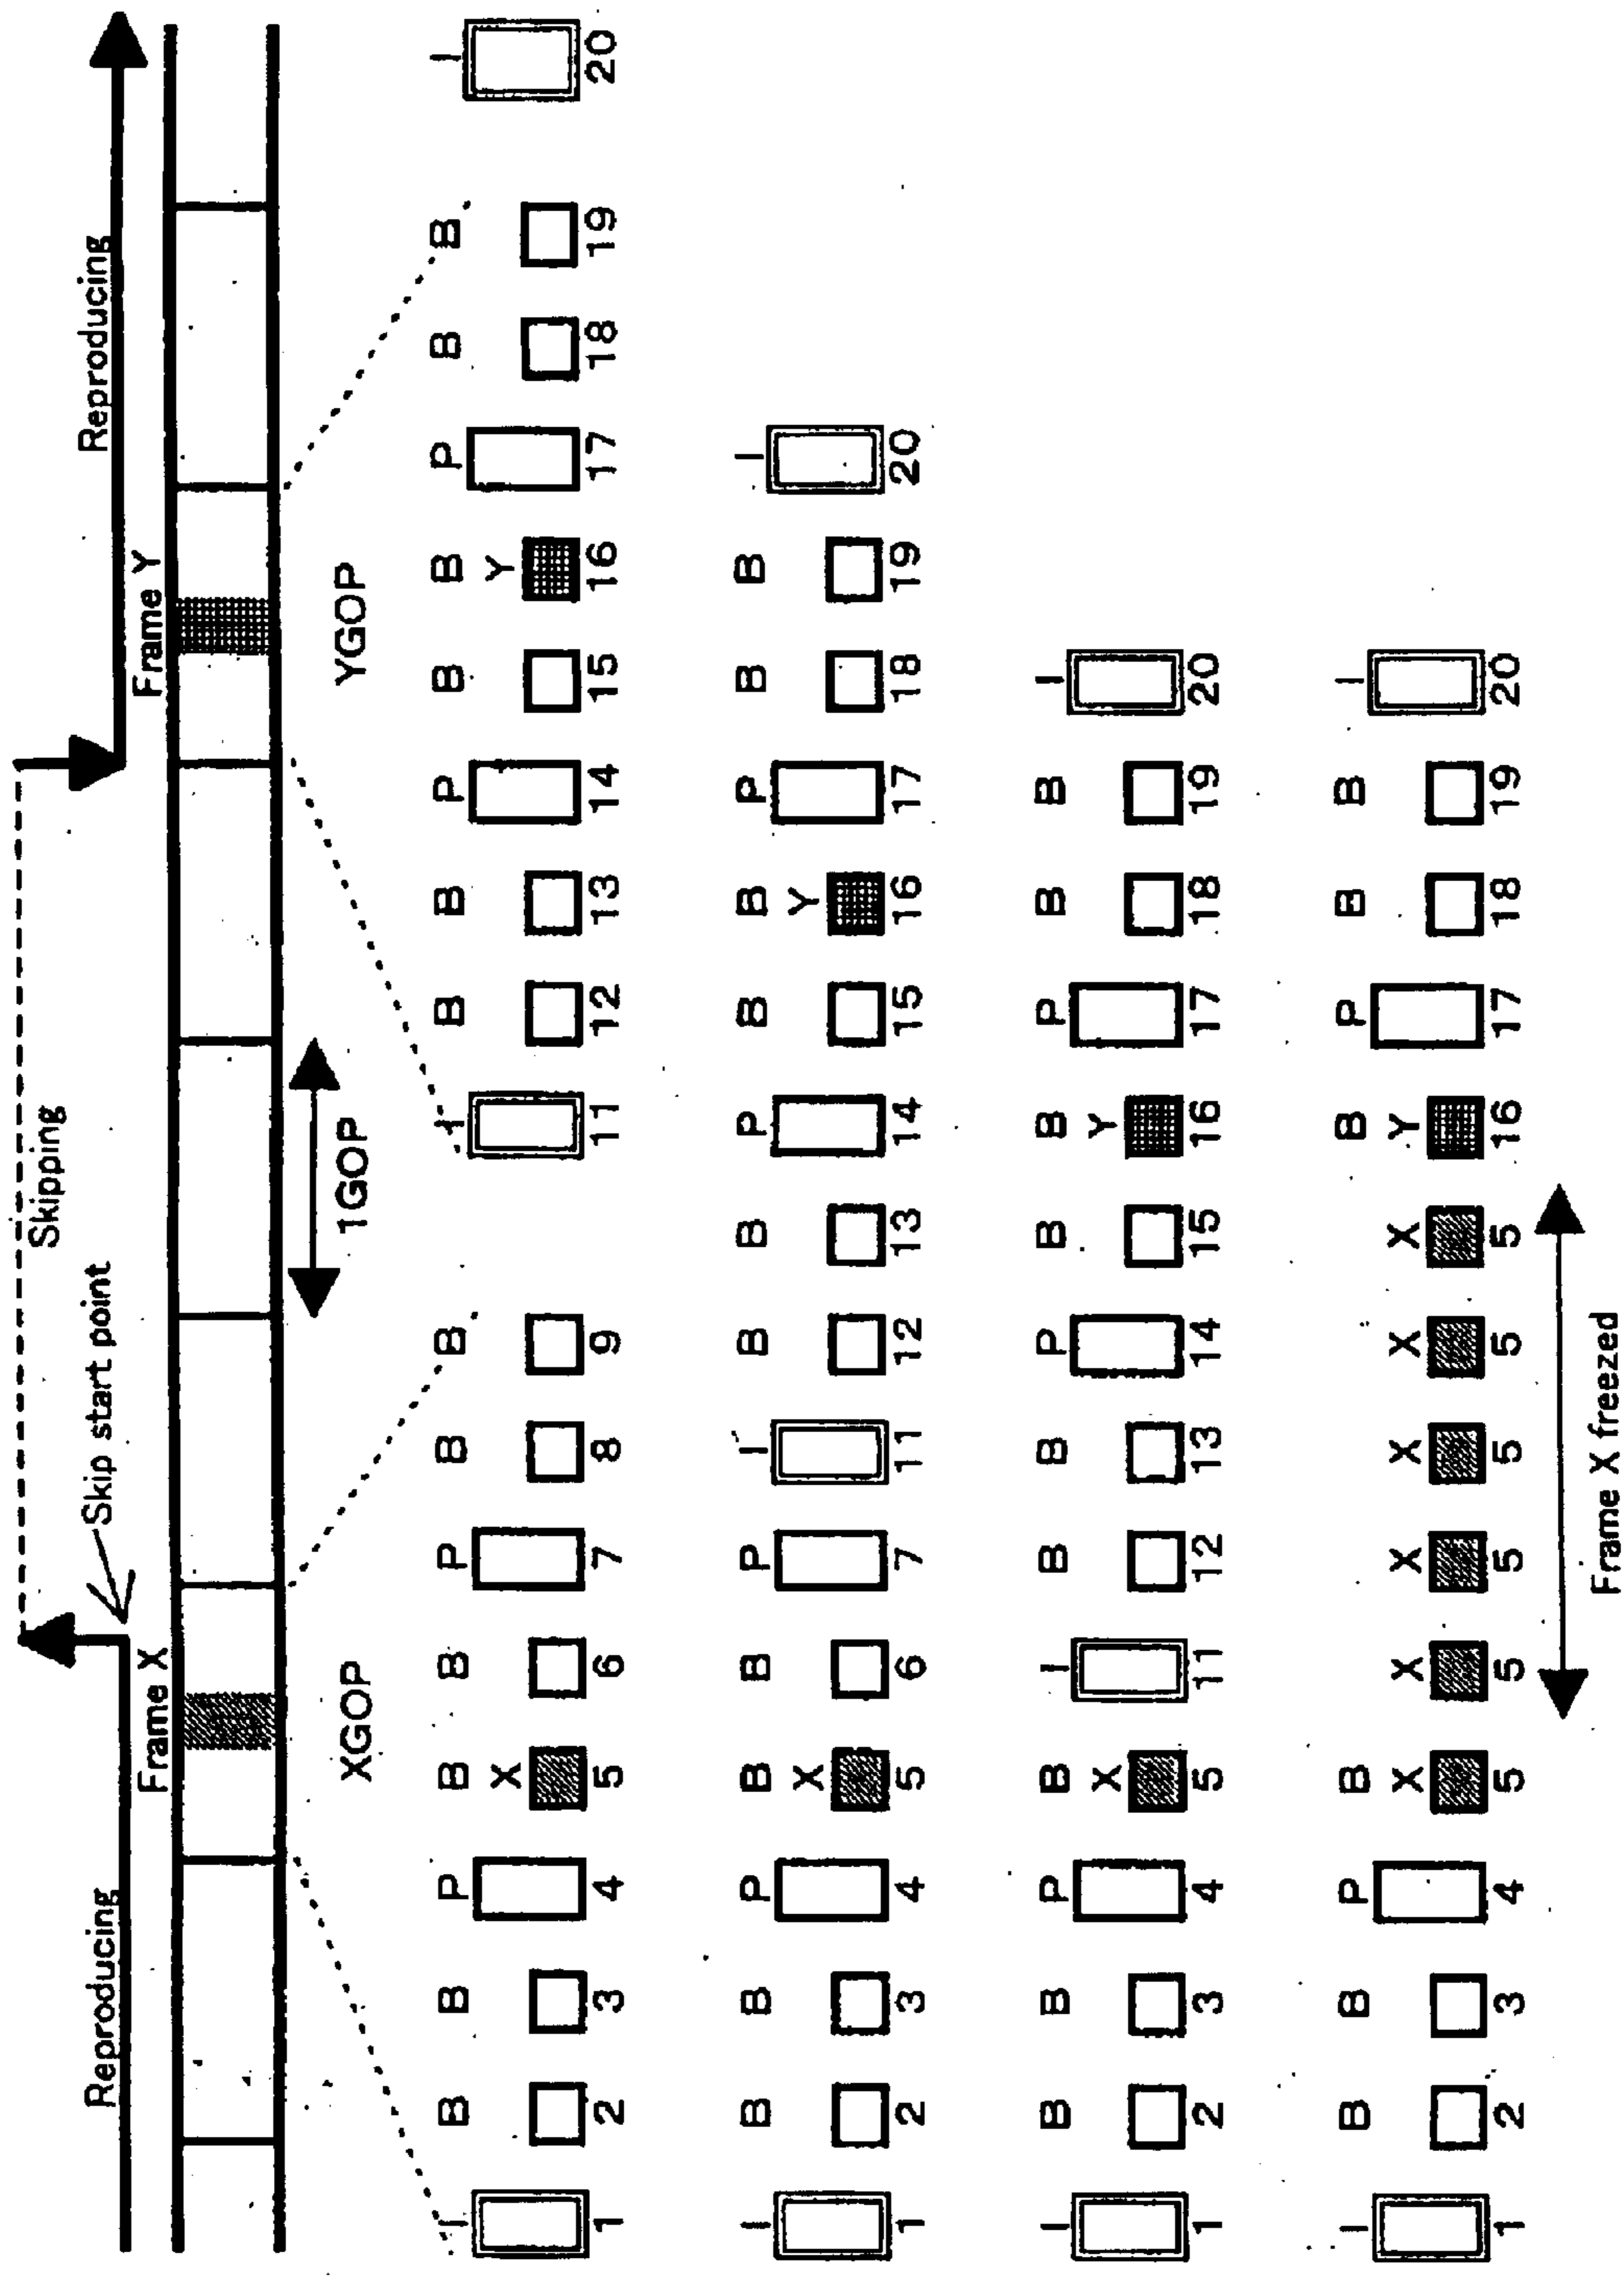 Skipping
Skip start point
Reproducing Reproducing
Frame X Frame Y
1GOP
XGOP YGOP
I B B P B B P B B I B B P B B P B B I
X Y
1 2 3 4 5 6 7 8 9 11 12 13 14 15 16 17 18 19 20
I B B P B B P I B B P B B P B B I
X Y
1 2 3 4 5 6 7 11 12 13 14 15 16 17 18 19 20
I B B P B I B B P B B P B B I
X Y
1 2 3 4 5 11 12 13 14 15 16 17 18 19 20
I B B P B B P B B I
X X X X X X Y
1 2 3 4 5 5 5 5 5 5 16 17 18 19 20
Frame X freezed